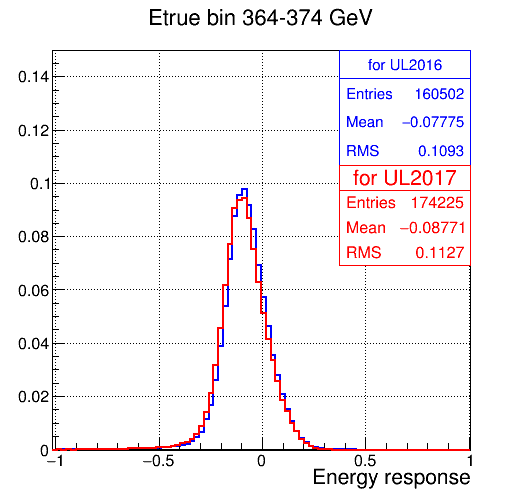 Etrue bin 364-374 GeV
for UL2016
Entries 160502
Mean −0.07775
RMS 0.1093
for UL2017
Entries 174225
Mean −0.08771
RMS 0.1127
0.14
0.12
0.1
0.08
0.06
0.04
0.02
0
−1 −0.5 0 0.5 1
Energy response